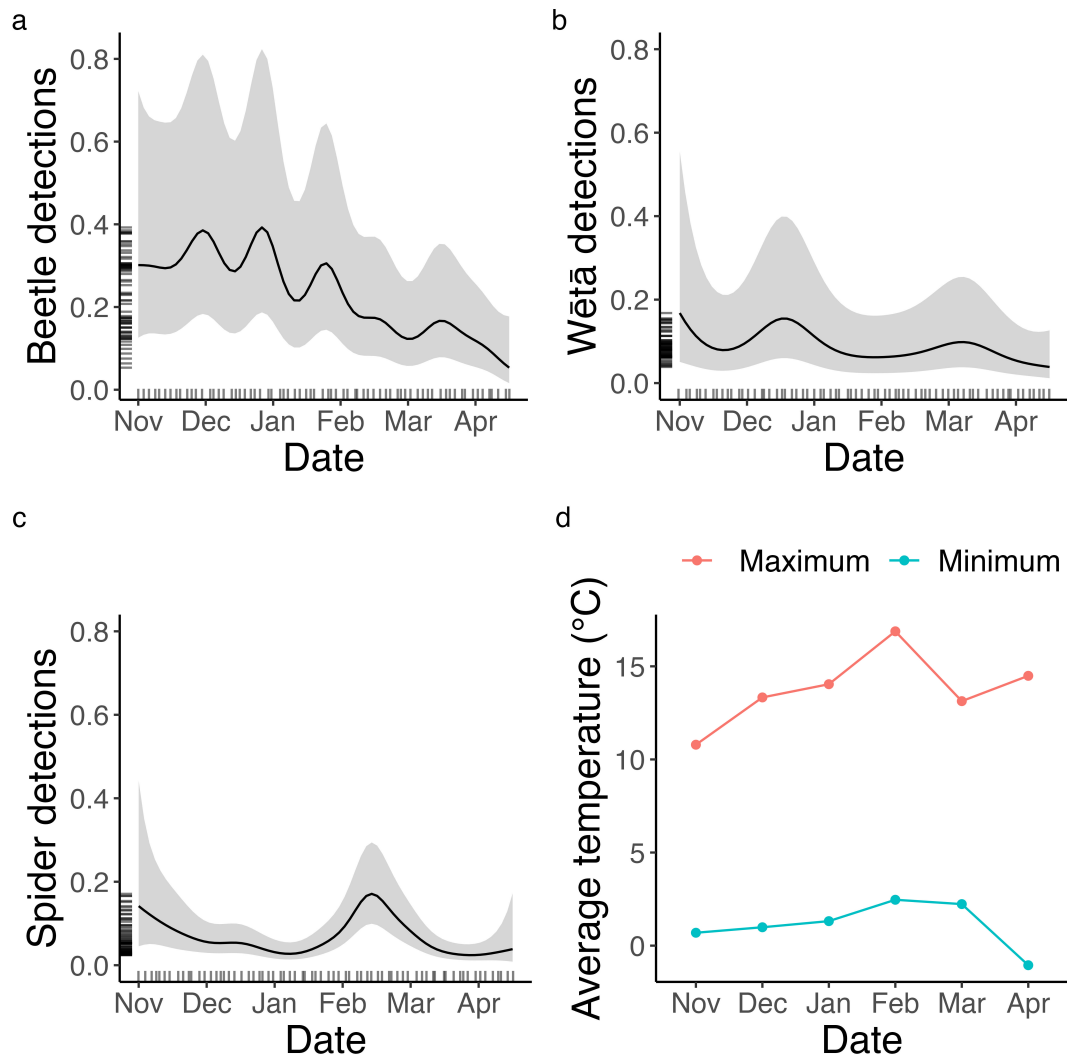 a
Beetle detections
0.8
0.6
0.4
0.2
0.0
Nov Dec Jan Feb Mar Apr
Date
b
Wētā detections
0.8
0.6
0.4
0.2
0.0
Nov Dec Jan Feb Mar Apr
Date
c
Spider detections
0.8
0.6
0.4
0.2
0.0
Nov Dec Jan Feb Mar Apr
Date
d
Maximum Minimum
Average temperature (°C)
15
10
5
0
Nov Dec Jan Feb Mar Apr
Date